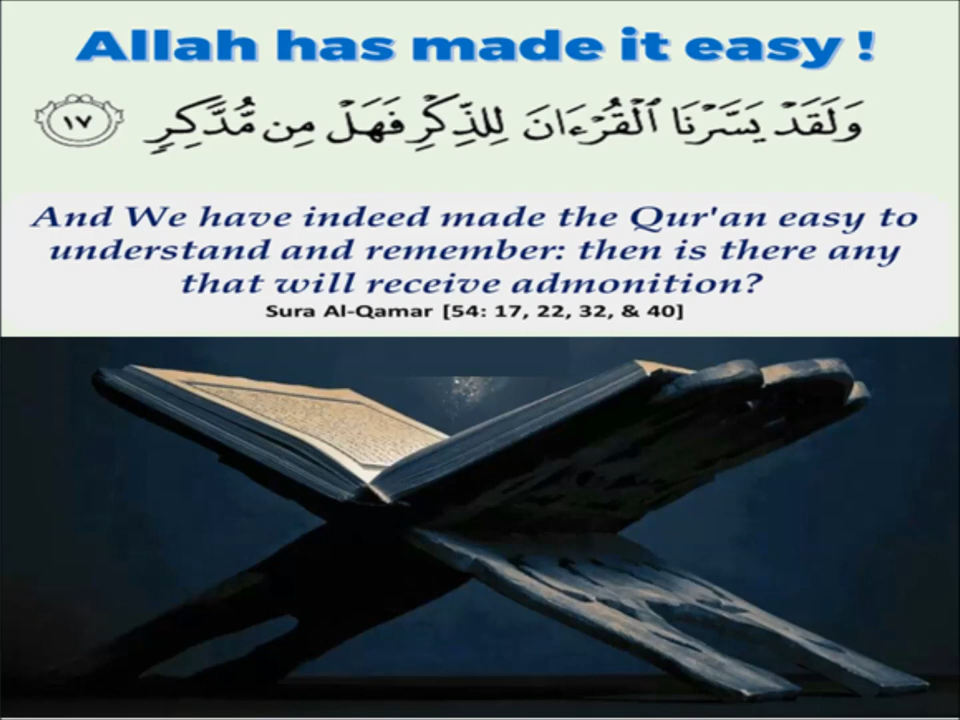 Allah has made it easy !
وَلَقَدْ يَسَّرْنَا ٱلْقُرْءَانَ لِلذِّكْرِ فَهَلْ مِن مُّدَّكِرٍ ١٧
And We have indeed made the Qur'an easy to
understand and remember: then is there any
that will receive admonition?
Sura Al-Qamar [54: 17, 22, 32, & 40]